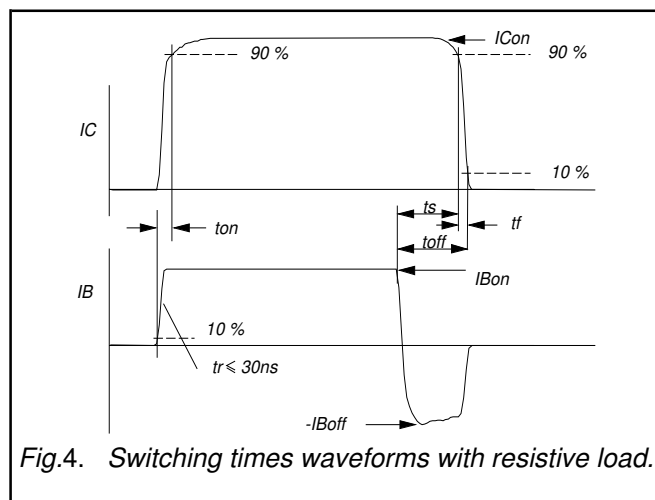 ICon
90 %
90 %
IC
10 %
ts
ton
tf
toff
IBon
IB
10 %
tr ≤ 30ns
-IBoff
Fig.4. Switching times waveforms with resistive load.